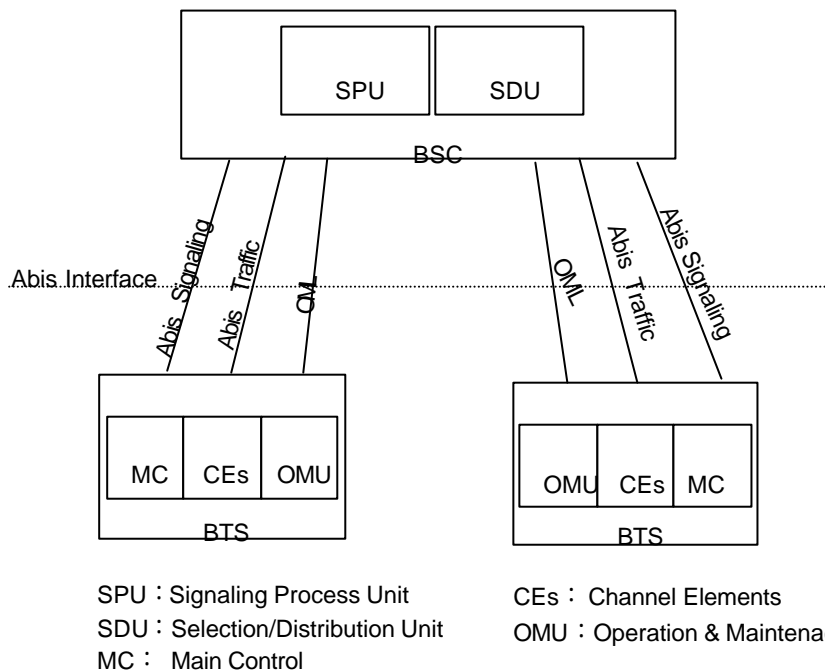 SPU
SDU
BSC
Abis Signaling
Abis Traffic
OML
OML
Abis Traffic
Abis Signaling
Abis Interface
MC
CEs
OMU
BTS
OMU
CEs
MC
BTS
SPU：Signaling Process Unit
SDU：Selection/Distribution Unit
MC： Main Control
CEs： Channel Elements
OMU：Operation & Maintena